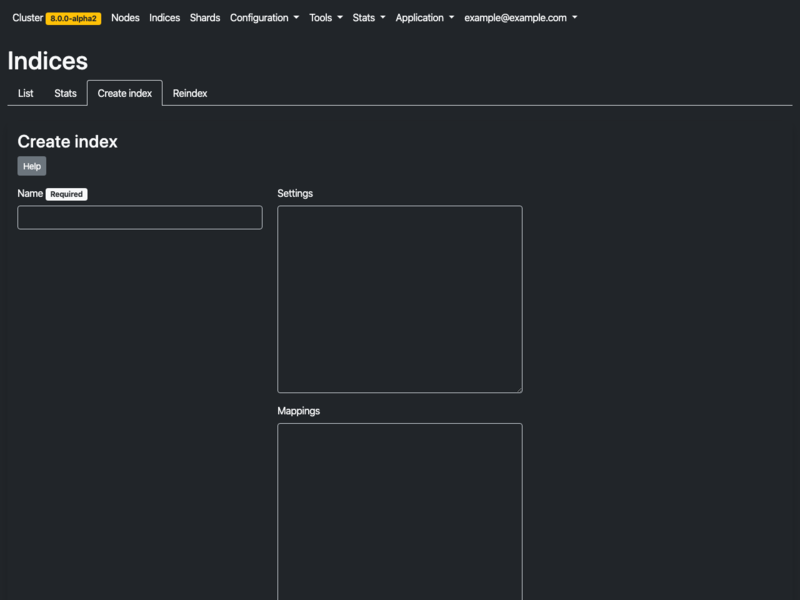 Cluster 8.0.0-alpha2 Nodes Indices Shards Configuration Tools Stats Application example@example.com
Indices
List Stats Create index Reindex
Create index
Help
Name Required
Settings
Mappings